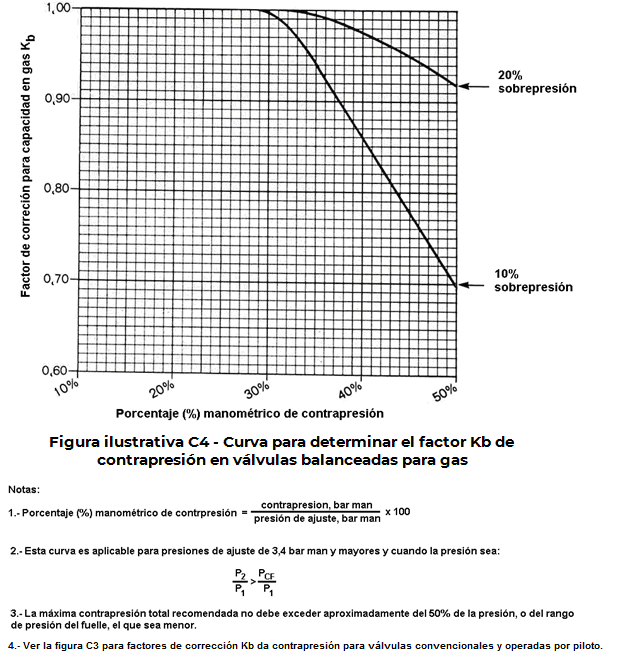 1,00
0,90
0,80
0,70
0,60
Factor de correción para capacidad en gas Kb
20%
sobrepresión
10%
sobrepresión
10%
20%
30%
40%
50%
Porcentaje (%) manométrico de contrapresión
Figura ilustrativa C4 - Curva para determinar el factor Kb de
contrapresión en válvulas balanceadas para gas
Notas:
1.- Porcentaje (%) manométrico de contrpresión = contrapresion, bar man / presión de ajuste, bar man x 100
2.- Esta curva es aplicable para presiones de ajuste de 3,4 bar man y mayores y cuando la presión sea:
P2/P1 > PCF/P1
3.- La máxima contrapresión total recomendada no debe exceder aproximadamente del 50% de la presión, o del rango
de presión del fuelle, el que sea menor.
4.- Ver la figura C3 para factores de corrección Kb da contrapresión para válvulas convencionales y operadas por piloto.